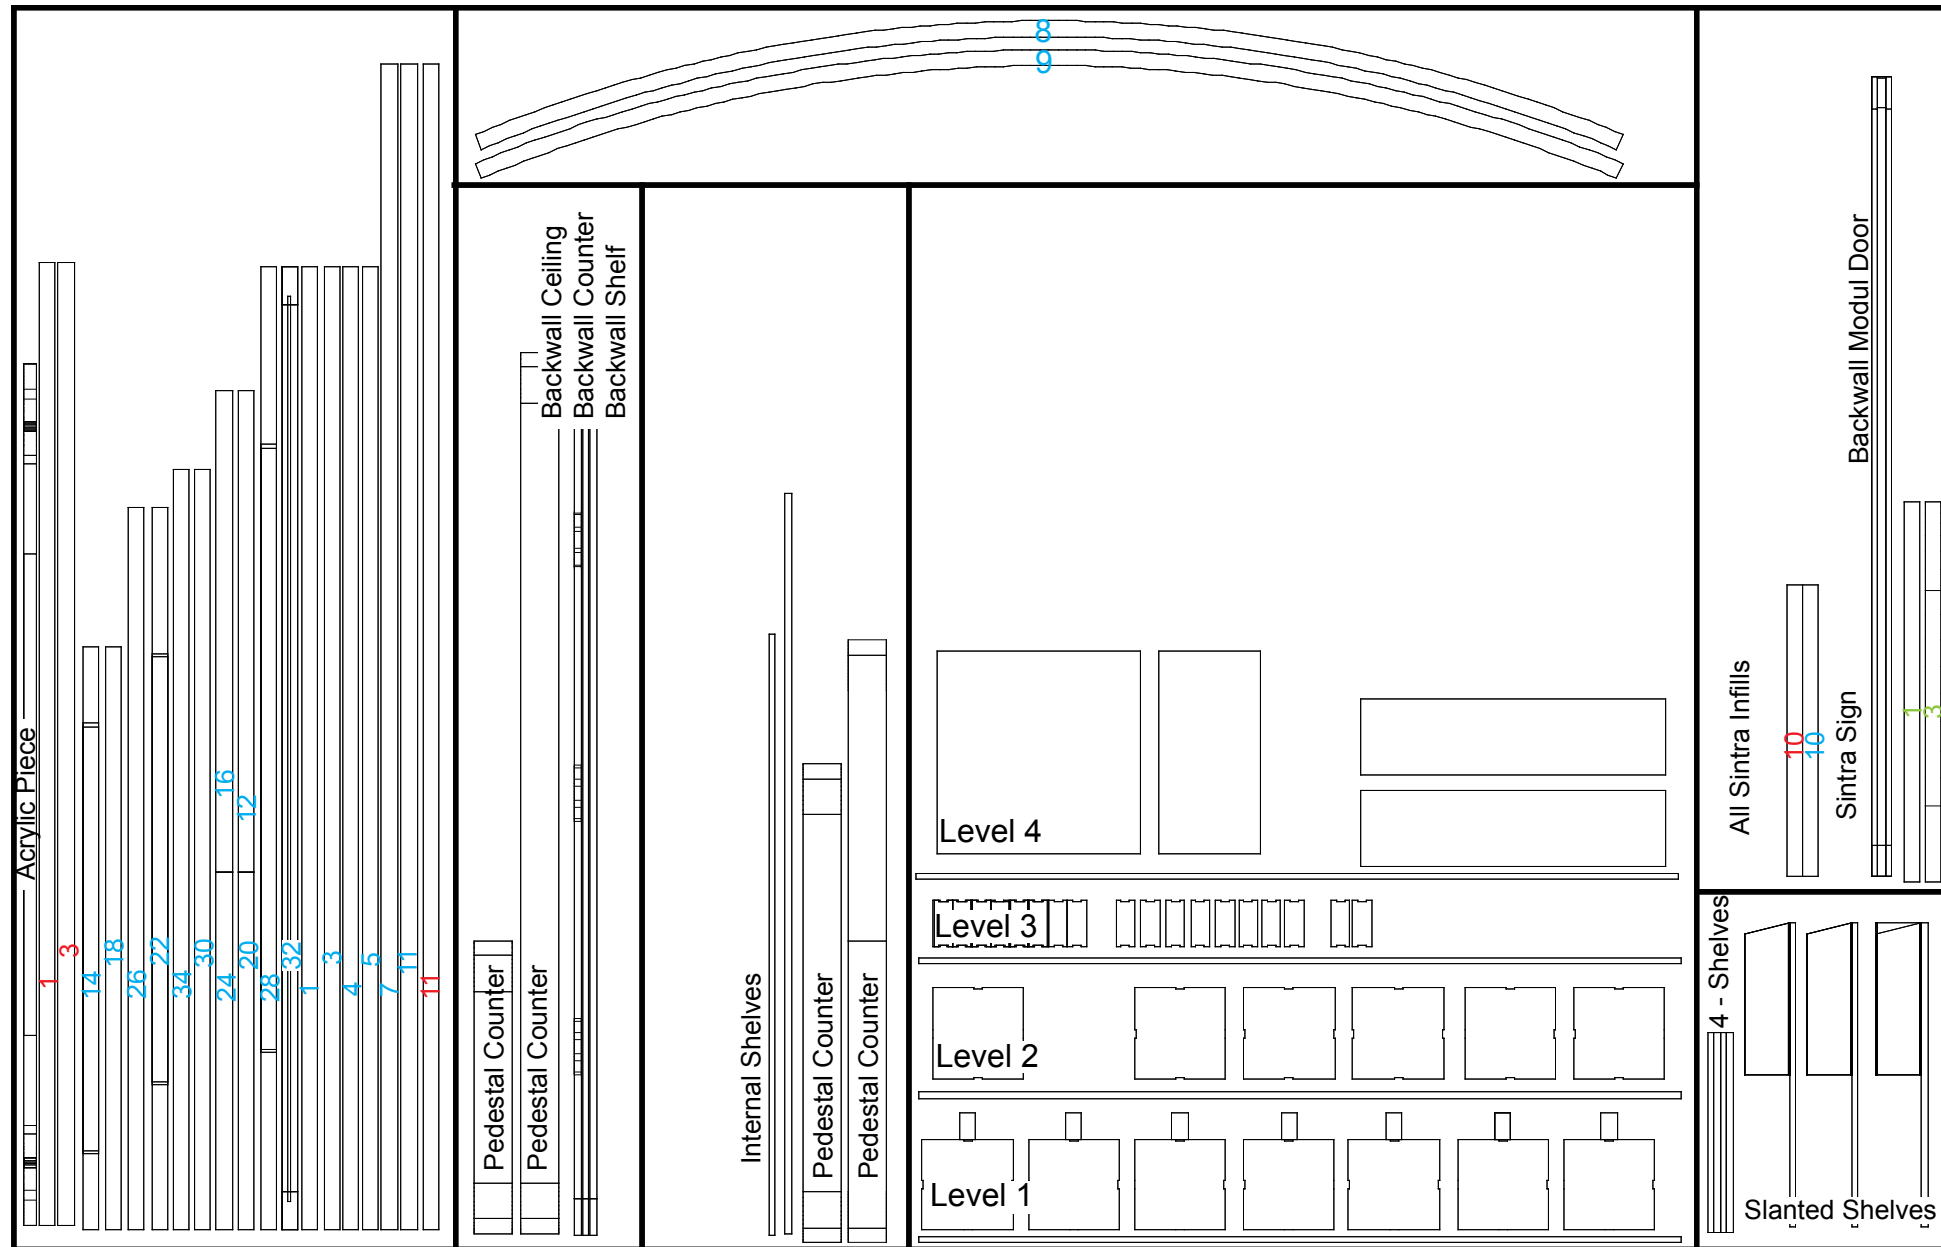 8
9
Acrylic Piece
1
3
14
18
26
22
34
30
16
24
12
20
28
32
1
3
4
5
7
11
11
Pedestal Counter
Pedestal Counter
Backwall Ceiling
Backwall Counter
Backwall Shelf
Internal Shelves
Pedestal Counter
Pedestal Counter
Level 4
Level 3
Level 2
Level 1
All Sintra Infills
10
10
Sintra Sign
Backwall Modul Door
1
3
4 - Shelves
Slanted Shelves